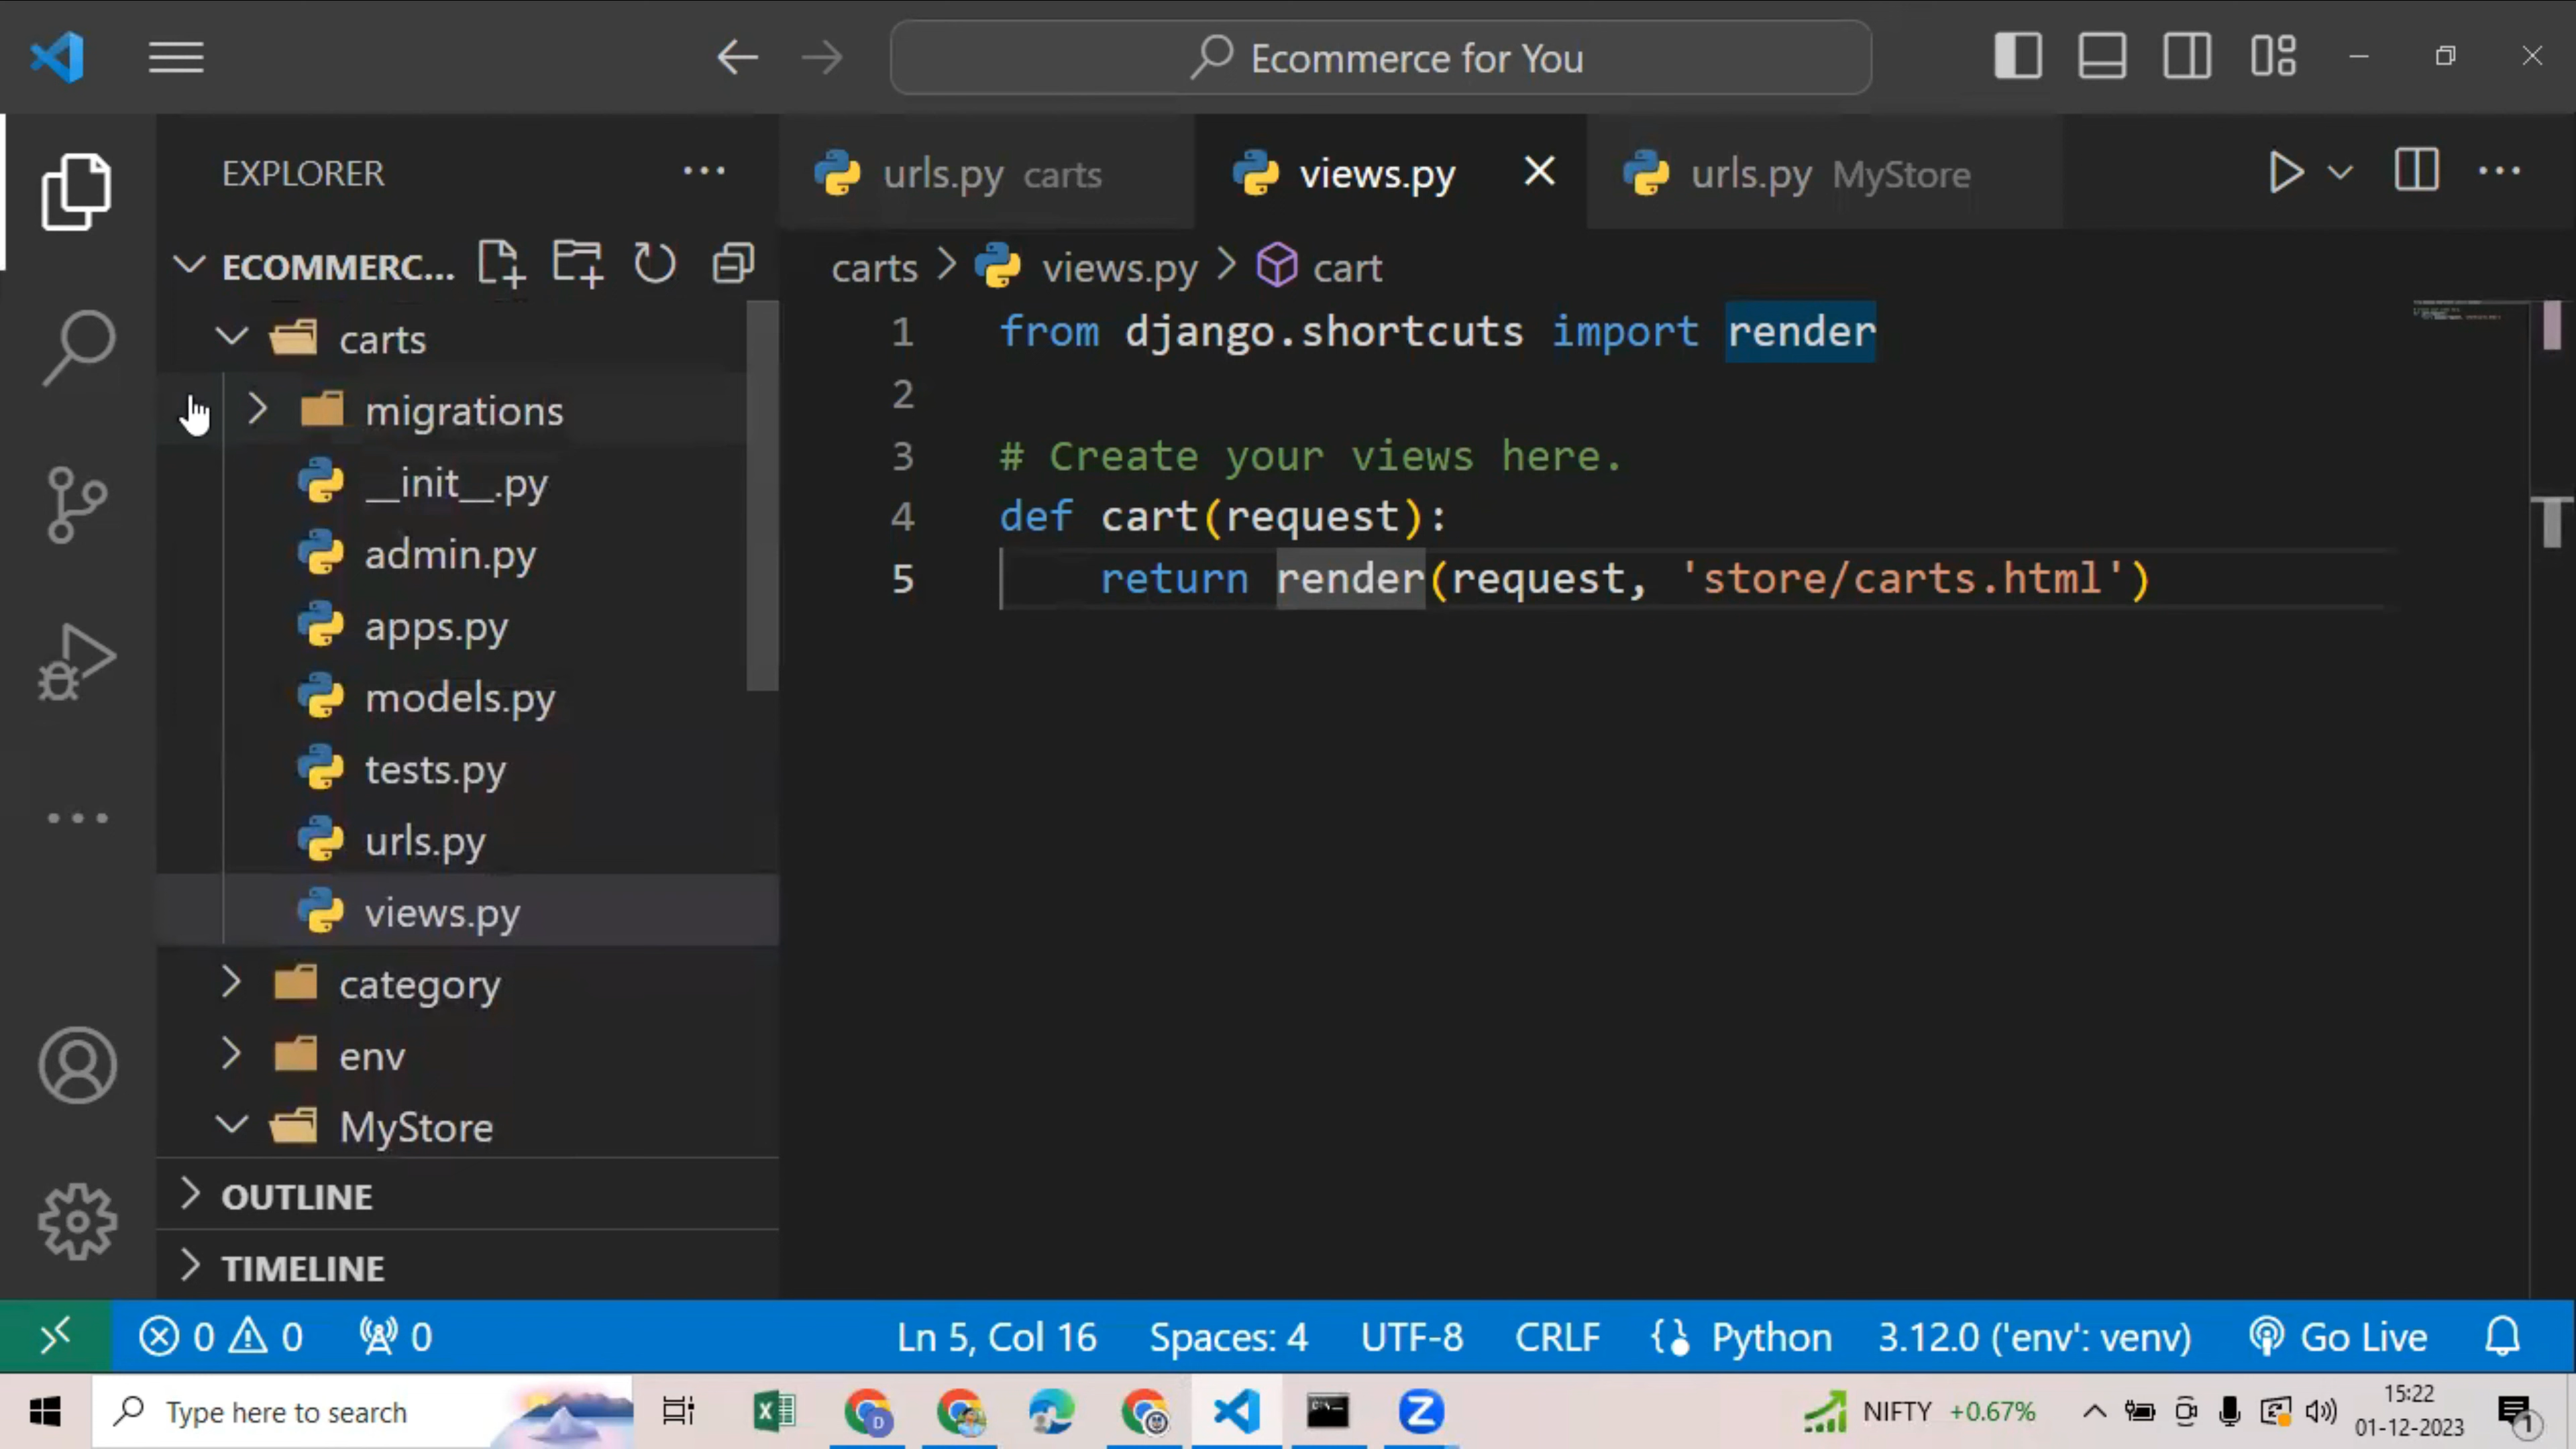 Ecommerce for You
EXPLORER
urls.py carts
views.py
urls.py MyStore
ECOMMERC...
carts > views.py > cart
carts
migrations
__init__.py
admin.py
apps.py
models.py
tests.py
urls.py
views.py
category
env
MyStore
OUTLINE
TIMELINE
1 from django.shortcuts import render
2
3 # Create your views here.
4 def cart(request):
5 return render(request, 'store/carts.html')
0 0 0 Ln 5, Col 16 Spaces: 4 UTF-8 CRLF Python 3.12.0 ('env': venv) Go Live
Type here to search
NIFTY +0.67%
15:22
01-12-2023
1